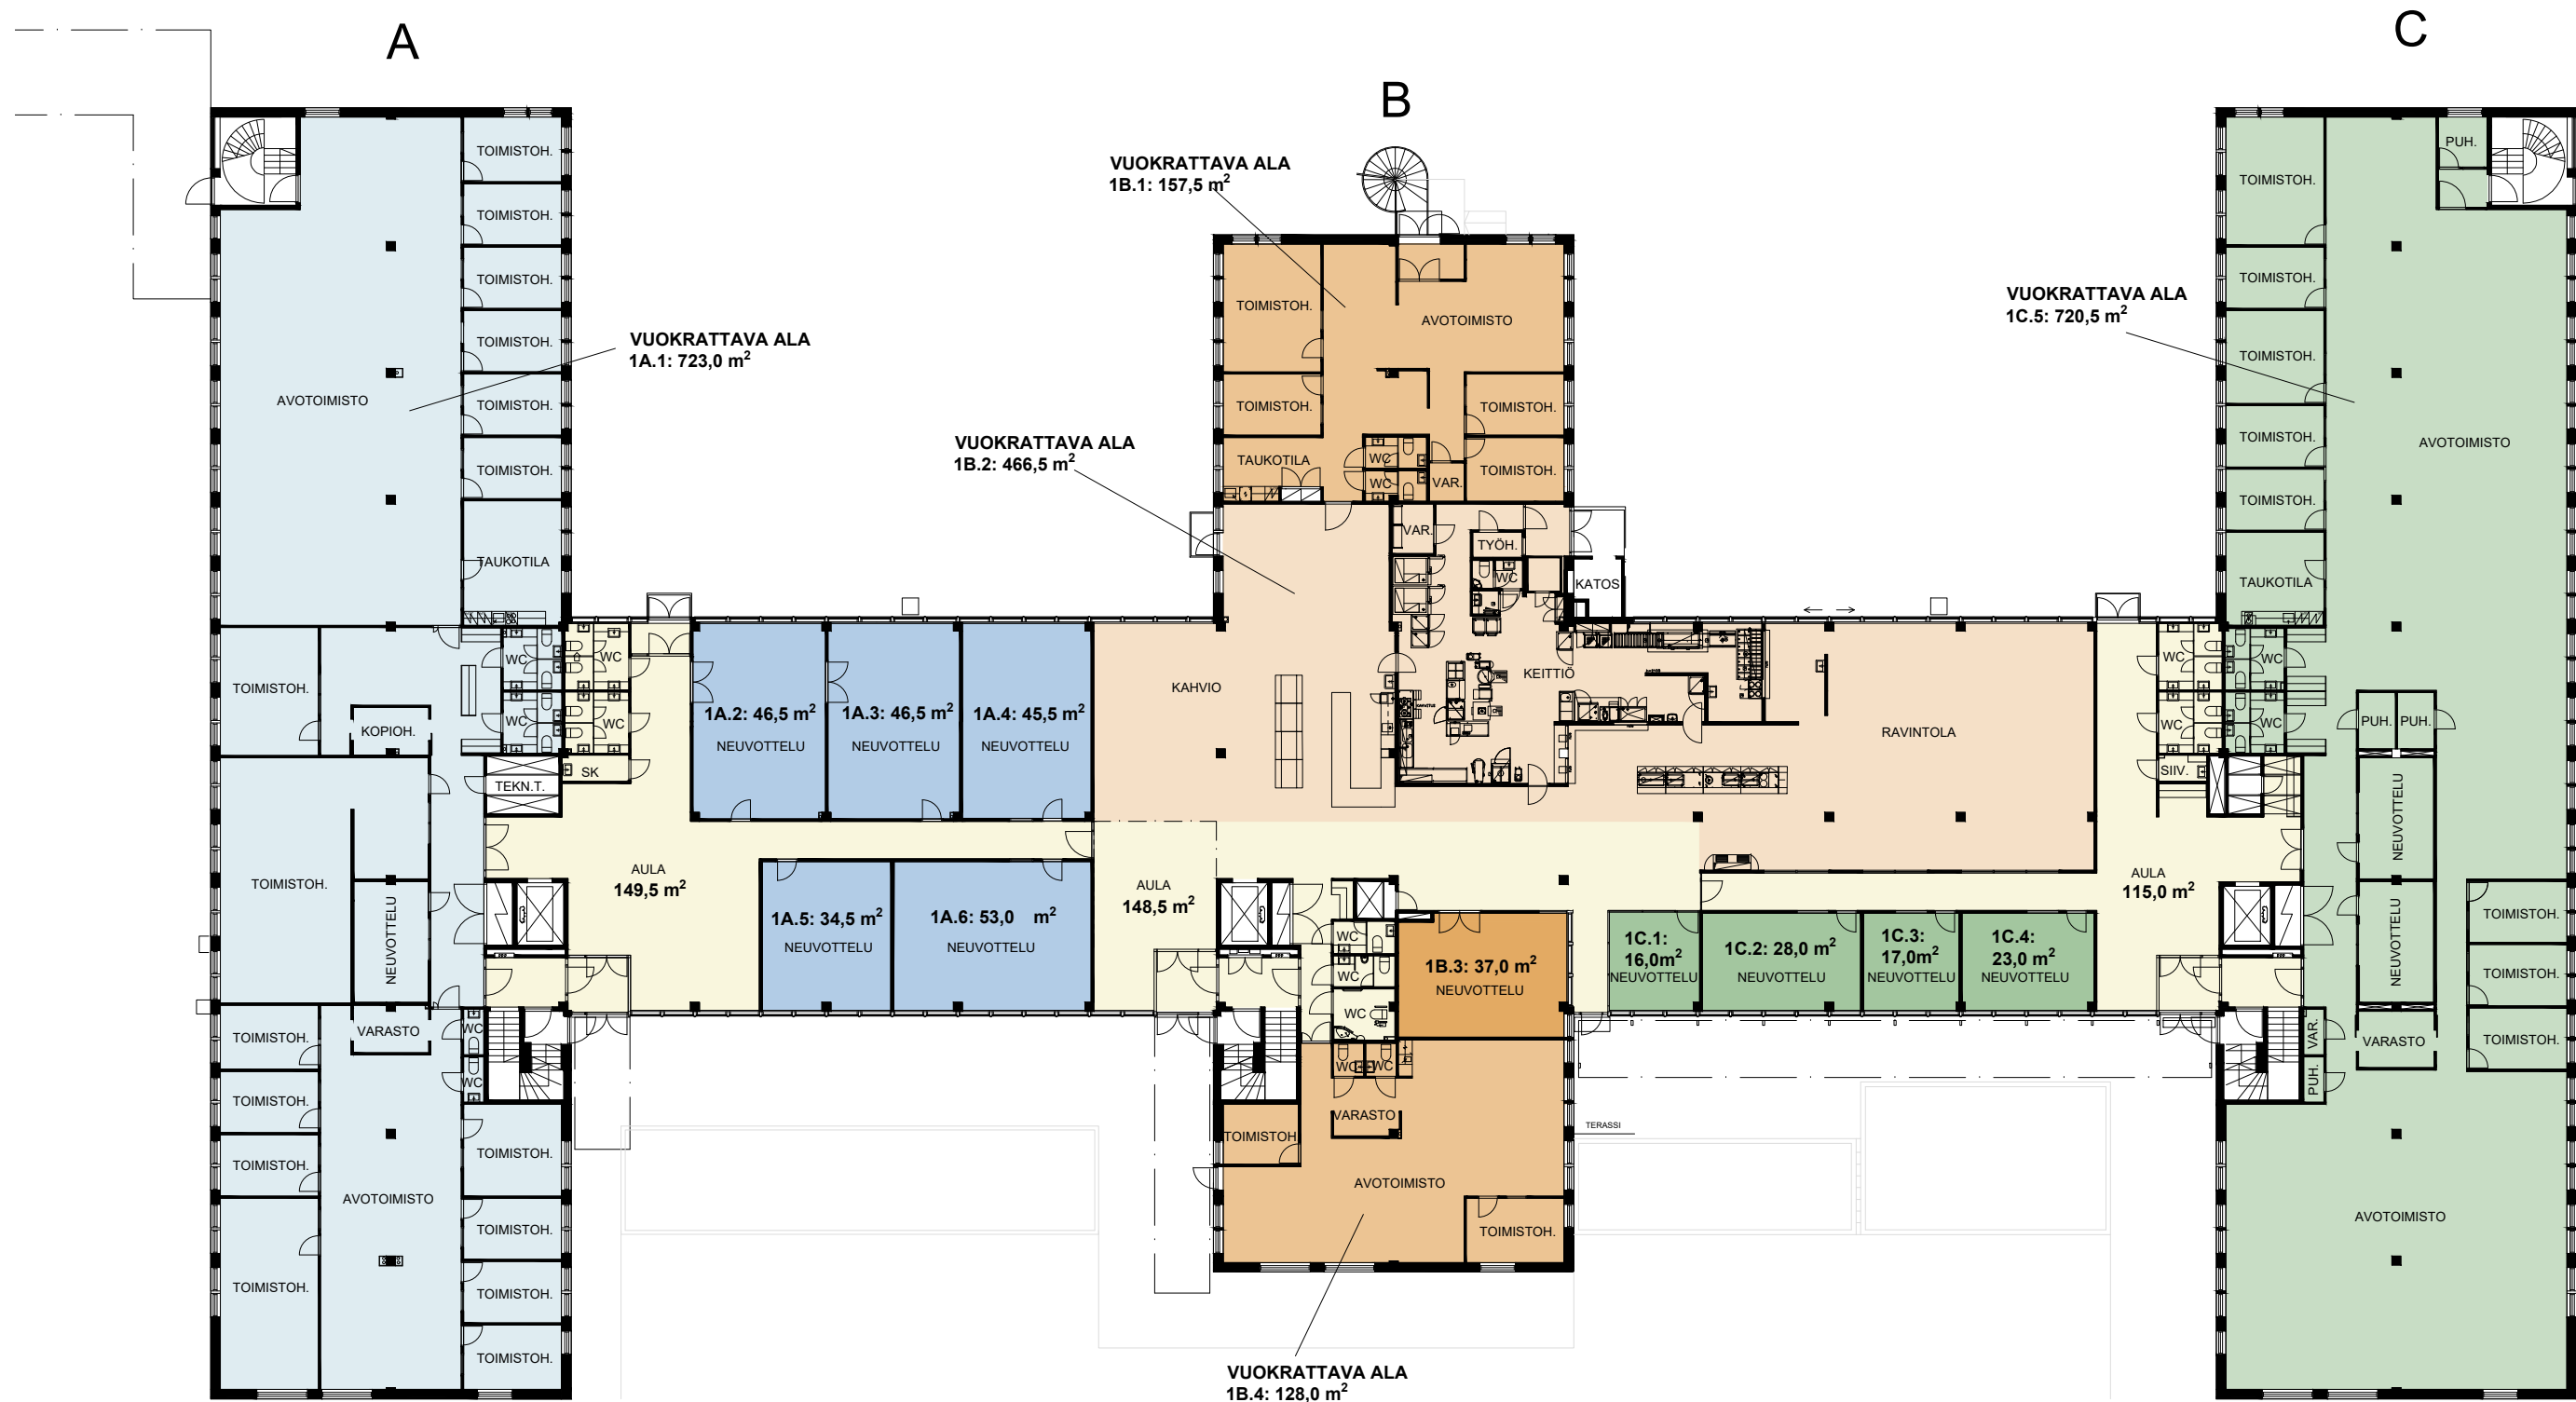 A
B
C
VUOKRATTAVA ALA
1A.1: 723,0 m²
VUOKRATTAVA ALA
1B.1: 157,5 m²
VUOKRATTAVA ALA
1B.2: 466,5 m²
VUOKRATTAVA ALA
1C.5: 720,5 m²
VUOKRATTAVA ALA
1B.4: 128,0 m²
TOIMISTOH.
TOIMISTOH.
TOIMISTOH.
TOIMISTOH.
TOIMISTOH.
TOIMISTOH.
AVOTOIMISTO
TAUKOTILA
TOIMISTOH.
KOPIOH.
WC
WC
WC
WC
SK
TEKN.T.
TOIMISTOH.
NEUVOTTELU
VARASTO
WC
WC
TOIMISTOH.
TOIMISTOH.
TOIMISTOH.
TOIMISTOH.
AVOTOIMISTO
TOIMISTOH.
TOIMISTOH.
TOIMISTOH.
TOIMISTOH.
AULA
149,5 m²
1A.2: 46,5 m²
NEUVOTTELU
1A.3: 46,5 m²
NEUVOTTELU
1A.4: 45,5 m²
NEUVOTTELU
1A.5: 34,5 m²
NEUVOTTELU
1A.6: 53,0 m²
NEUVOTTELU
TOIMISTOH.
AVOTOIMISTO
TOIMISTOH.
TOIMISTOH.
TAUKOTILA
WC
WC
VAR.
TOIMISTOH.
VAR.
TYÖH.
WC
KATOS
KAHVIO
KEITTIÖ
RAVINTOLA
AULA
148,5 m²
WC
WC
WC
WC
WC
1B.3: 37,0 m²
NEUVOTTELU
VARASTO
TOIMISTOH.
AVOTOIMISTO
TOIMISTOH.
TERASSI
1C.1:
16,0m²
NEUVOTTELU
1C.2: 28,0 m²
NEUVOTTELU
1C.3:
17,0m²
NEUVOTTELU
1C.4:
23,0 m²
NEUVOTTELU
AULA
115,0 m²
WC
WC
SIIV.
WC
WC
TOIMISTOH.
TOIMISTOH.
TOIMISTOH.
TOIMISTOH.
TOIMISTOH.
TAUKOTILA
PUH.
AVOTOIMISTO
PUH.
PUH.
NEUVOTTELU
NEUVOTTELU
TOIMISTOH.
TOIMISTOH.
TOIMISTOH.
VAR.
PUH.
VARASTO
AVOTOIMISTO